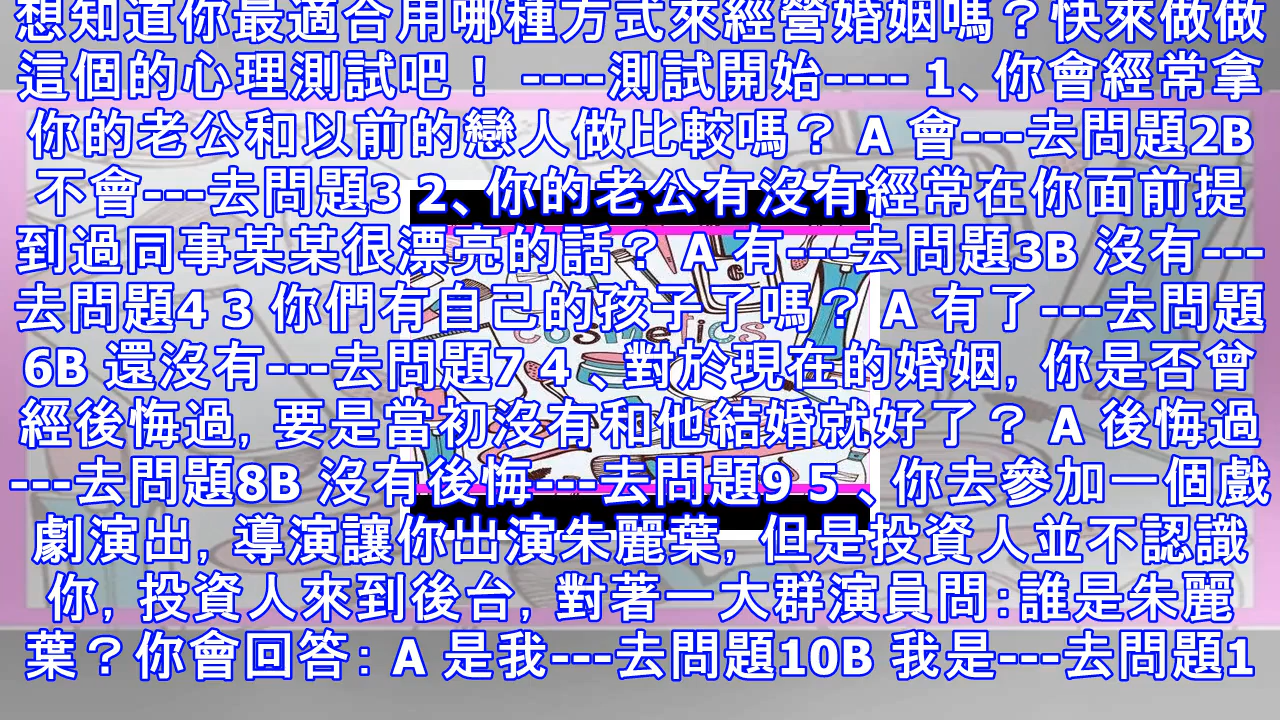 想知道你最適合用哪種方式來經營婚姻嗎？快來做做
這個的心理測試吧！ ----測試開始---- 1、你會經常拿
你的老公和以前的戀人做比較嗎？ A 會---去問題2B
不會---去問題3 2、你的老公有沒有經常在你面前提
到過同事某某很漂亮的話？ A 有---去問題3B 沒有---
去問題4 3 你們有自己的孩子了嗎？ A 有了---去問題
6B 還沒有---去問題7 4 、對於現在的婚姻, 你是否曾
經後悔過, 要是當初沒有和他結婚就好了？ A 後悔過
---去問題8B 沒有後悔---去問題9 5 、你去參加一個戲
劇演出, 導演讓你出演朱麗葉, 但是投資人並不認識
你, 投資人來到後台, 對著一大群演員問:誰是朱麗
葉？你會回答: A 是我---去問題10B 我是---去問題1
cosmetics